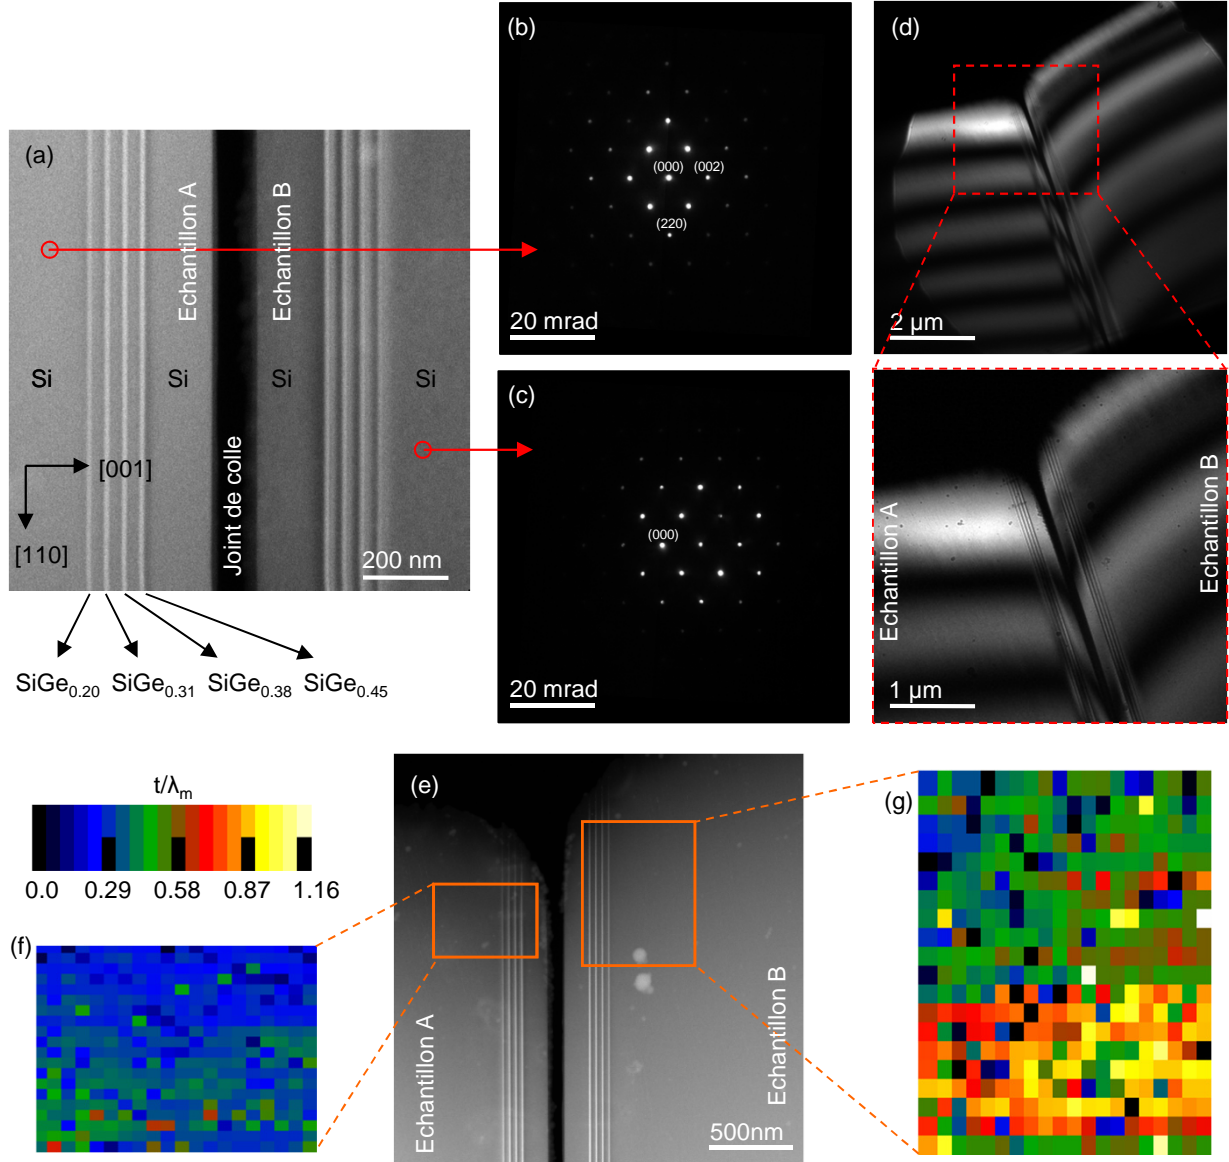 (a)
Echantillon A
Echantillon B
Si
Si
Si
Si
[001]
[110]
Joint de colle
200 nm
SiGe0.20
SiGe0.31
SiGe0.38
SiGe0.45
(b)
(000)
(002)
(220)
20 mrad
(c)
(000)
20 mrad
(d)
2 µm
Echantillon A
Echantillon B
1 µm
t/λm
0.0
0.29
0.58
0.87
1.16
(e)
Echantillon A
Echantillon B
500nm
(f)
(g)